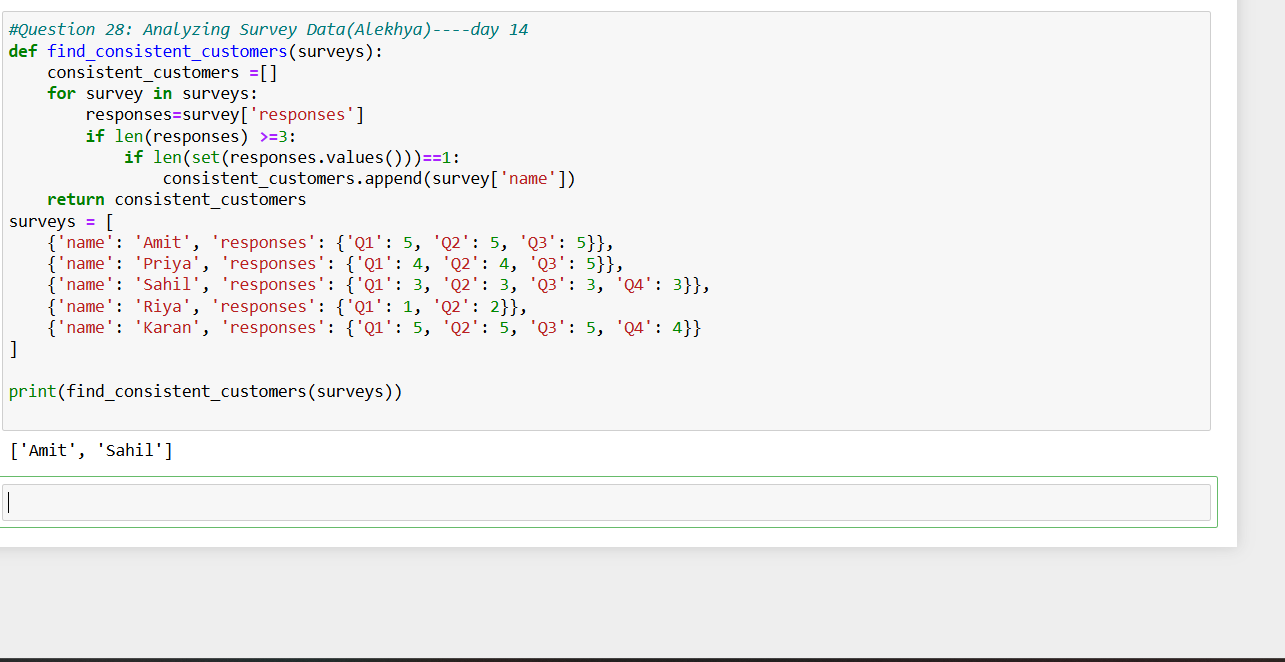 #Question 28: Analyzing Survey Data(Alekhya)----day 14
def find_consistent_customers(surveys):
    consistent_customers =[]
    for survey in surveys:
        responses=survey['responses']
        if len(responses) >=3:
            if len(set(responses.values()))==1:
                consistent_customers.append(survey['name'])
    return consistent_customers
surveys = [
    {'name': 'Amit', 'responses': {'Q1': 5, 'Q2': 5, 'Q3': 5}},
    {'name': 'Priya', 'responses': {'Q1': 4, 'Q2': 4, 'Q3': 5}},
    {'name': 'Sahil', 'responses': {'Q1': 3, 'Q2': 3, 'Q3': 3, 'Q4': 3}},
    {'name': 'Riya', 'responses': {'Q1': 1, 'Q2': 2}},
    {'name': 'Karan', 'responses': {'Q1': 5, 'Q2': 5, 'Q3': 5, 'Q4': 4}}
]

print(find_consistent_customers(surveys))

['Amit', 'Sahil']